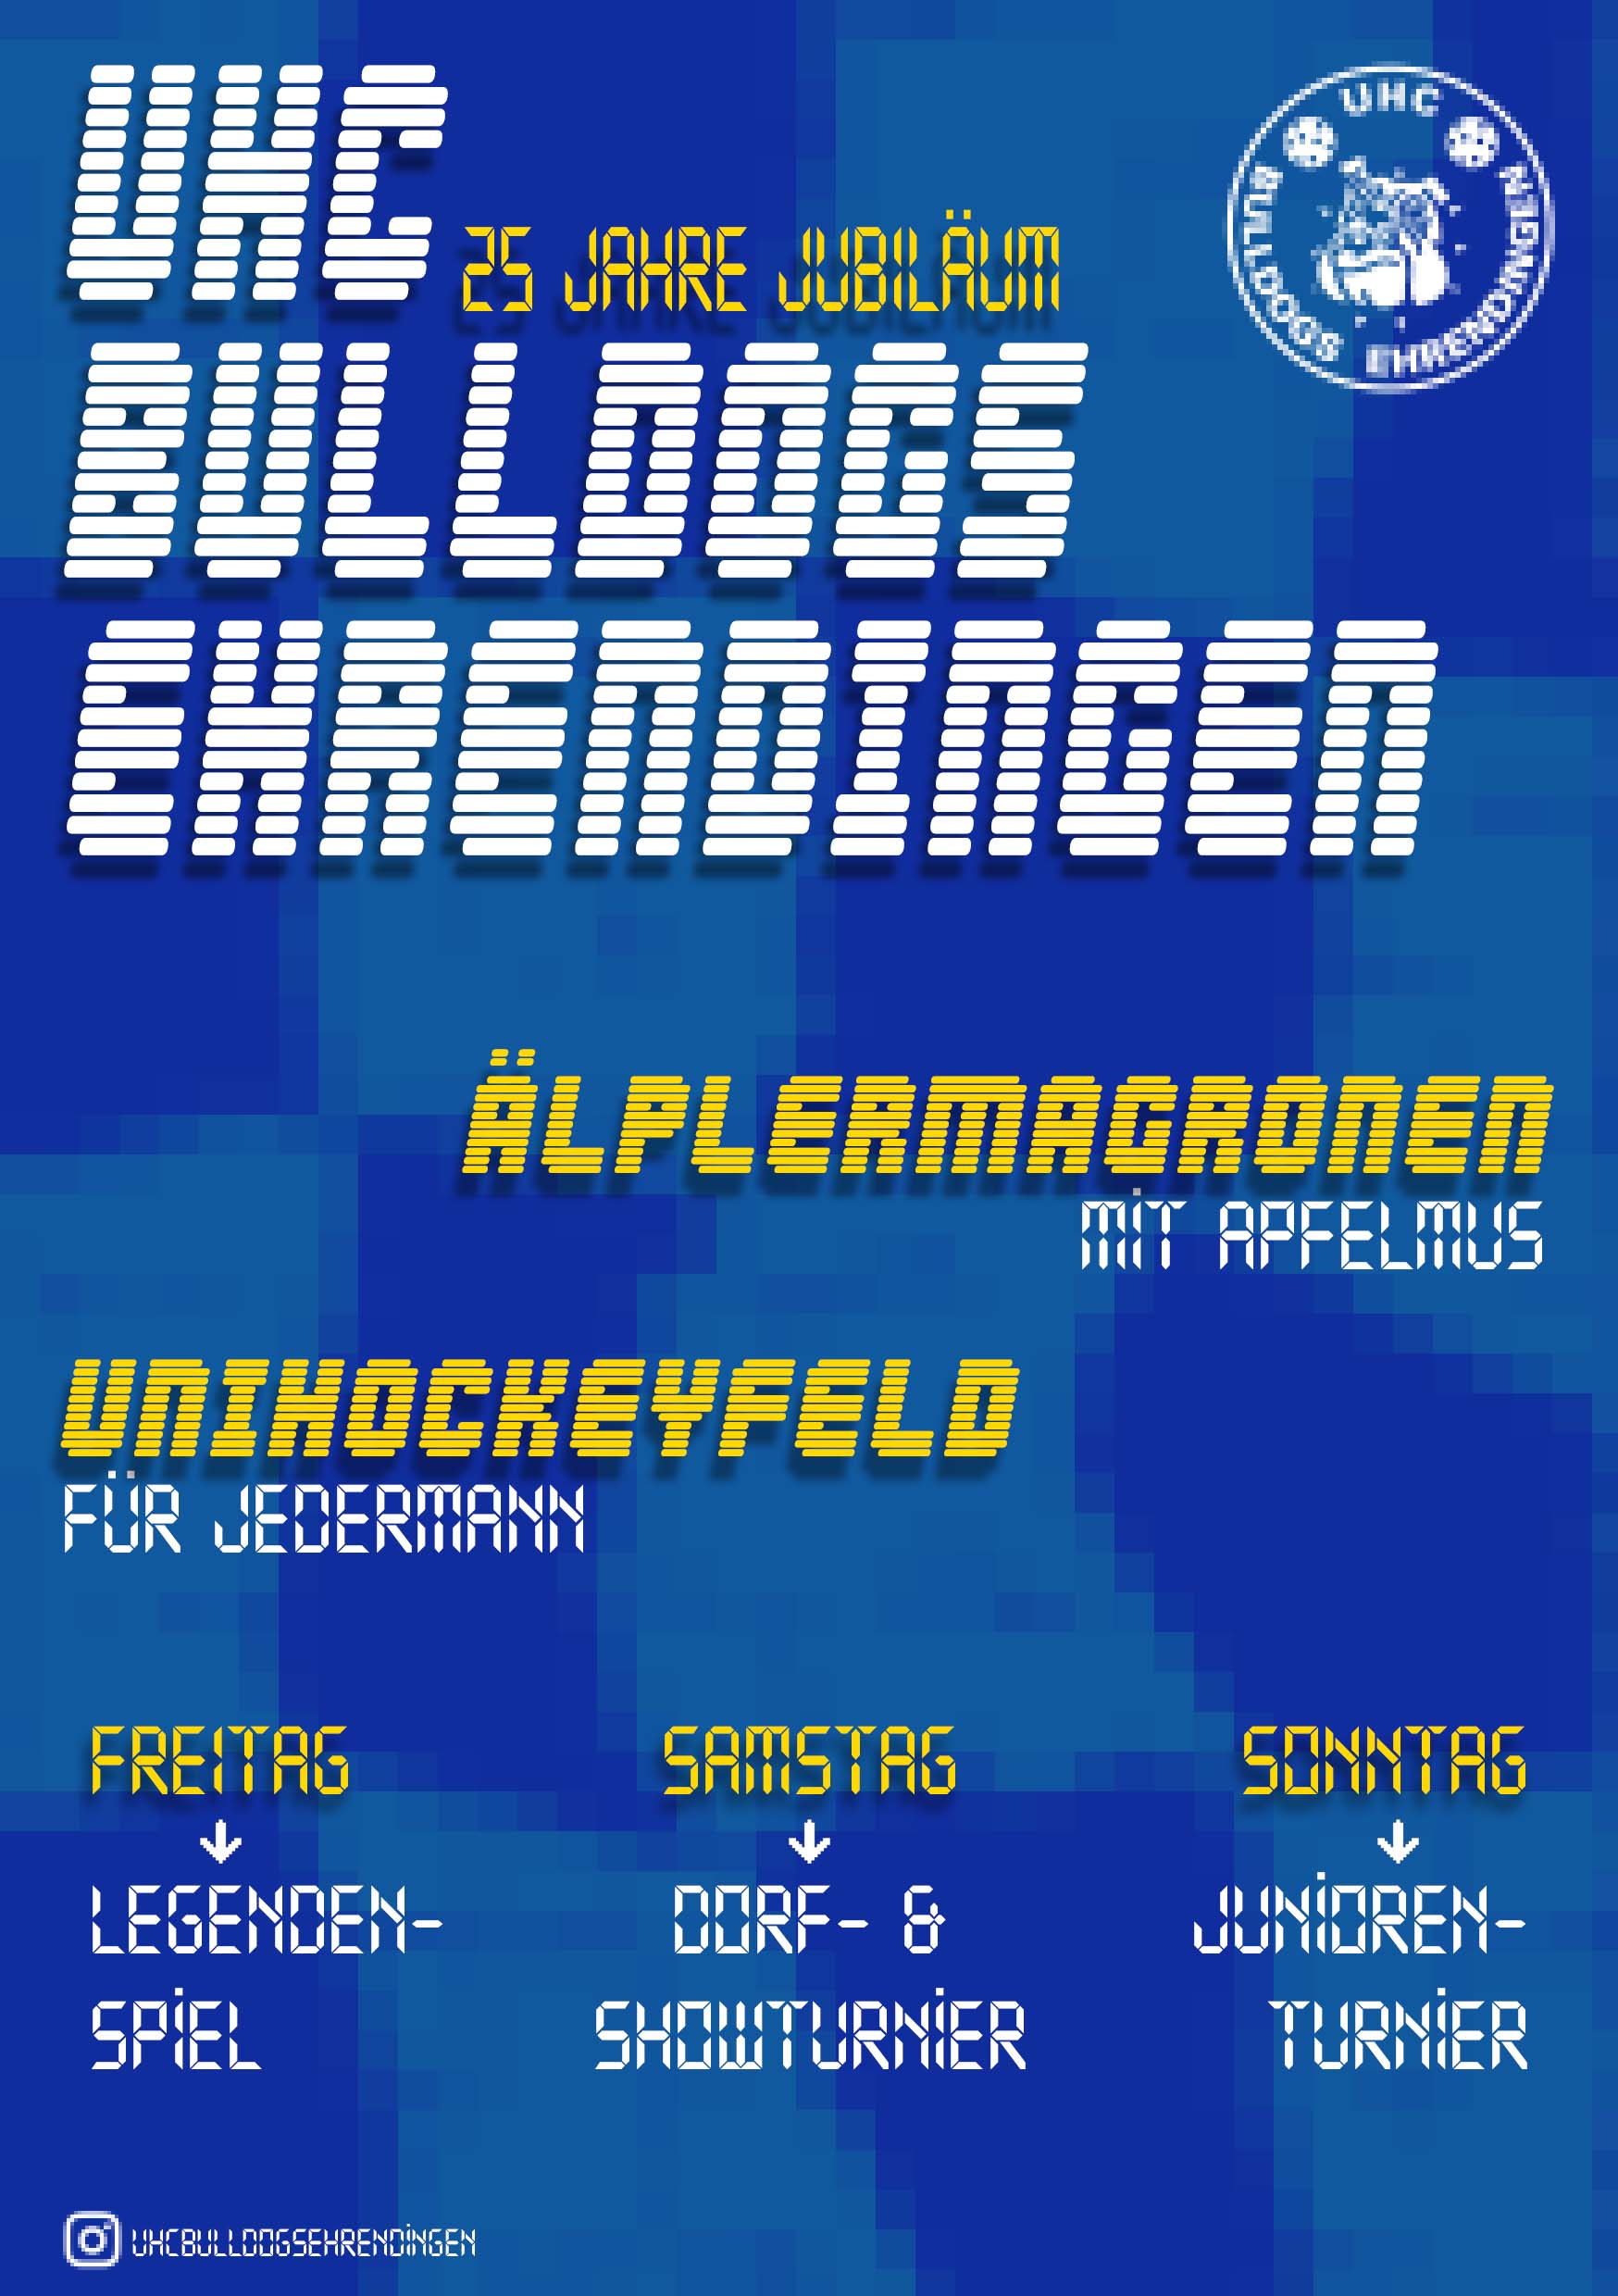 UHC
25 JAHRE JUBILÄUM
BULLDOGS
EHRENDINGEN
UHC BULLDOGS EHRENDINGEN
ÄLPLERMAGRONEN
MIT APFELMUS
UNIHOCKEYFELD
FÜR JEDERMANN
FREITAG
↓
LEGENDEN-
SPIEL
SAMSTAG
↓
DORF- &
SHOWTURNIER
SONNTAG
↓
JUNIOREN-
TURNIER
UHCBULLDOGSEHRENDINGEN